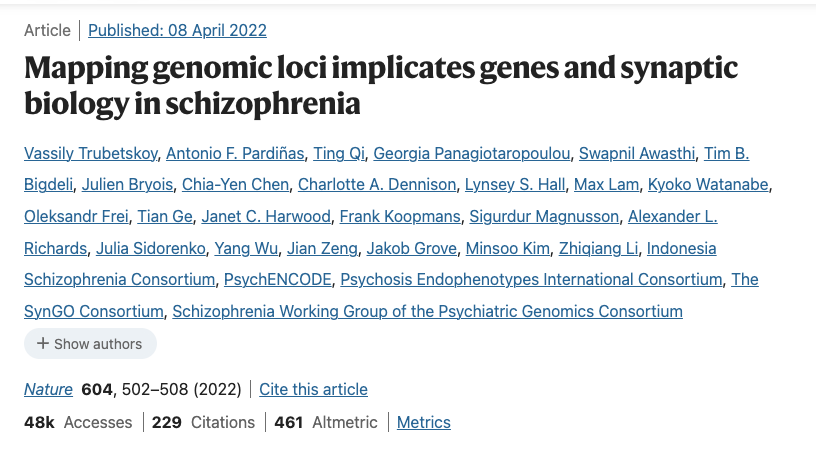 Article | Published: 08 April 2022
Mapping genomic loci implicates genes and synaptic
biology in schizophrenia
Vassily Trubetskoy, Antonio F. Pardiñas, Ting Qi, Georgia Panagiotaropoulou, Swapnil Awasthi, Tim B.
Bigdeli, Julien Bryois, Chia-Yen Chen, Charlotte A. Dennison, Lynsey S. Hall, Max Lam, Kyoko Watanabe,
Oleksandr Frei, Tian Ge, Janet C. Harwood, Frank Koopmans, Sigurdur Magnusson, Alexander L.
Richards, Julia Sidorenko, Yang Wu, Jian Zeng, Jakob Grove, Minsoo Kim, Zhiqiang Li, Indonesia
Schizophrenia Consortium, PsychENCODE, Psychosis Endophenotypes International Consortium, The
SynGO Consortium, Schizophrenia Working Group of the Psychiatric Genomics Consortium
+ Show authors
Nature 604, 502–508 (2022) | Cite this article
48k Accesses | 229 Citations | 461 Altmetric | Metrics